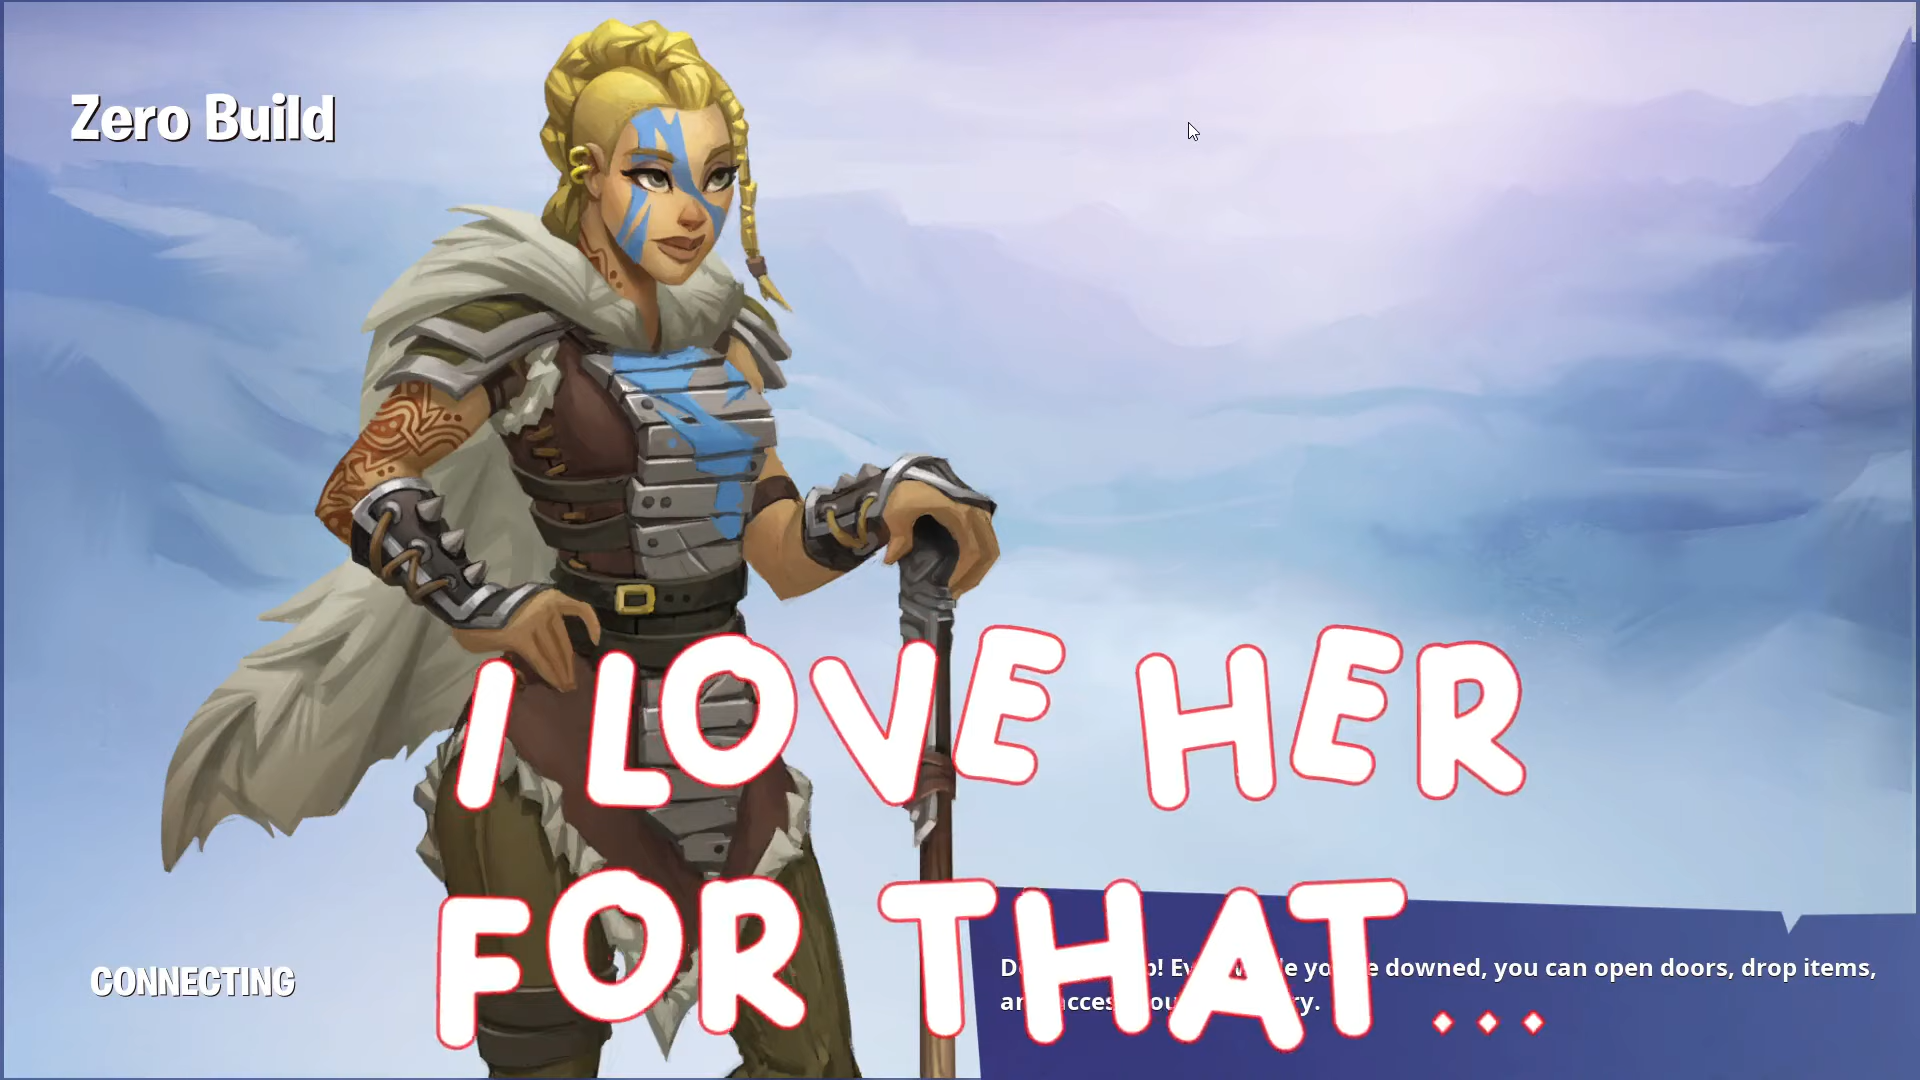 Zero Build
I LOVE HER
FOR THAT...
CONNECTING
downed, you can open doors, drop items,